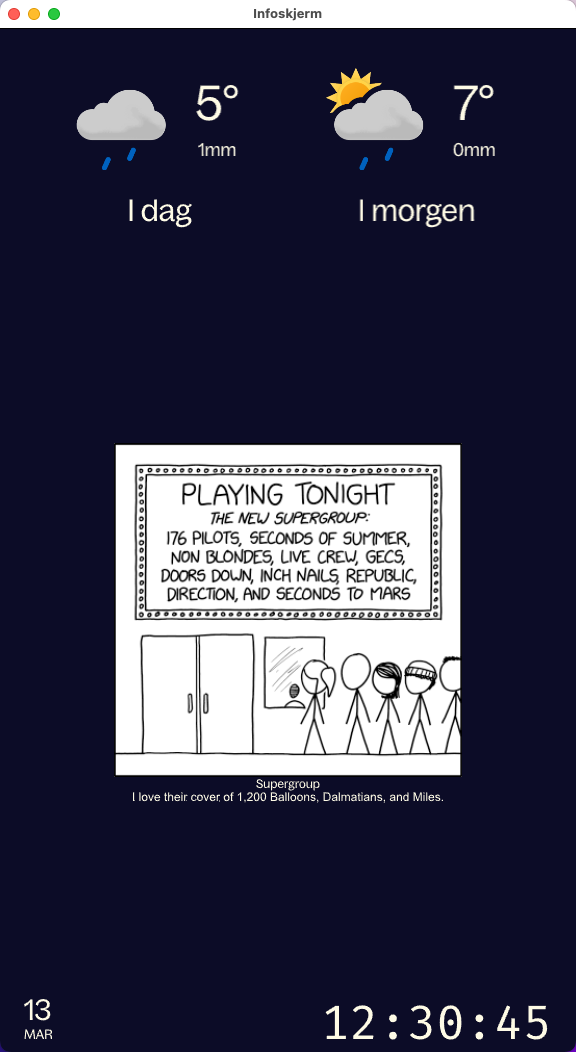 Infoskjerm
5°
1mm
I dag
7°
0mm
I morgen
PLAYING TONIGHT
THE NEW SUPERGROUP:
176 PILOTS, SECONDS OF SUMMER,
NON BLONDES, LIVE CREW, GECS,
DOORS DOWN, INCH NAILS, REPUBLIC,
DIRECTION, AND SECONDS TO MARS
Supergroup
I love their cover of 1,200 Balloons, Dalmatians, and Miles.
13
MAR
12:30:45